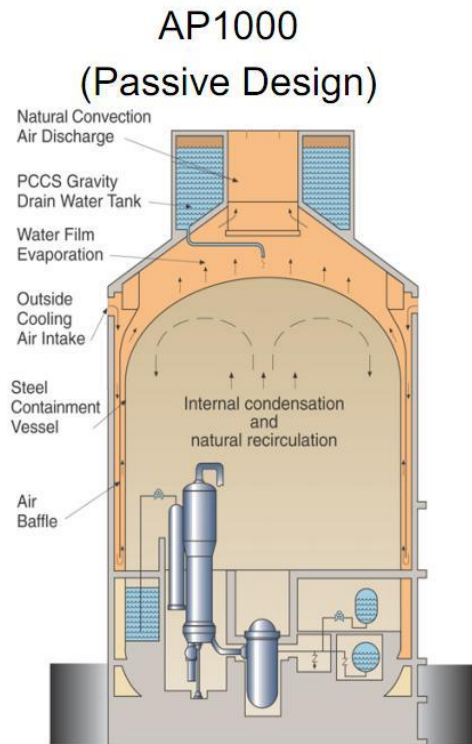 AP1000
(Passive Design)
Natural Convection
Air Discharge
PCCS Gravity
Drain Water Tank
Water Film
Evaporation
Outside
Cooling
Air Intake
Steel
Containment
Vessel
Internal condensation
and
natural recirculation
Air
Baffle